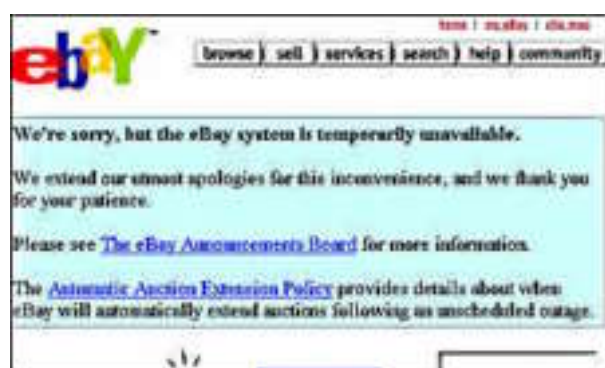 home | my eBay | site map
ebaY
browse sell services search help community
We're sorry, but the eBay system is temporarily unavailable.
We extend our utmost apologies for this inconvenience, and we thank you
for your patience.
Please see The eBay Announcements Board for more information.
The Automatic Auction Extension Policy provides details about when
eBay will automatically extend auctions following an unscheduled outage.